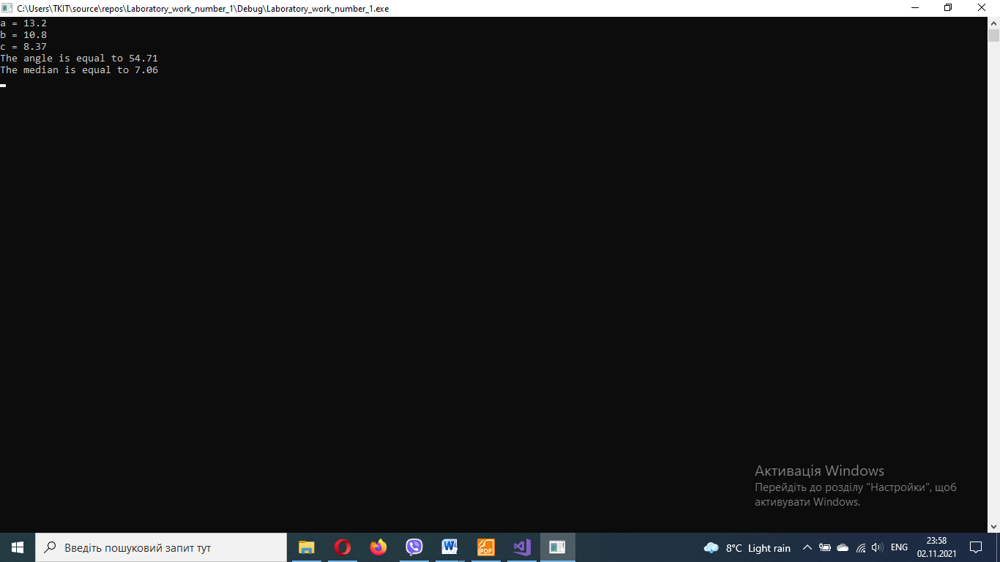 C:\Users\TKIT\source\repos\Laboratory_work_number_1\Debug\Laboratory_work_number_1.exe
a = 13.2
b = 10.8
c = 8.37
The angle is equal to 54.71
The median is equal to 7.06
Активація Windows
Перейдіть до розділу "Настройки", щоб
активувати Windows.
Введіть пошуковий запит тут
W
PDF
8°C Light rain
ENG
23:58
02.11.2021